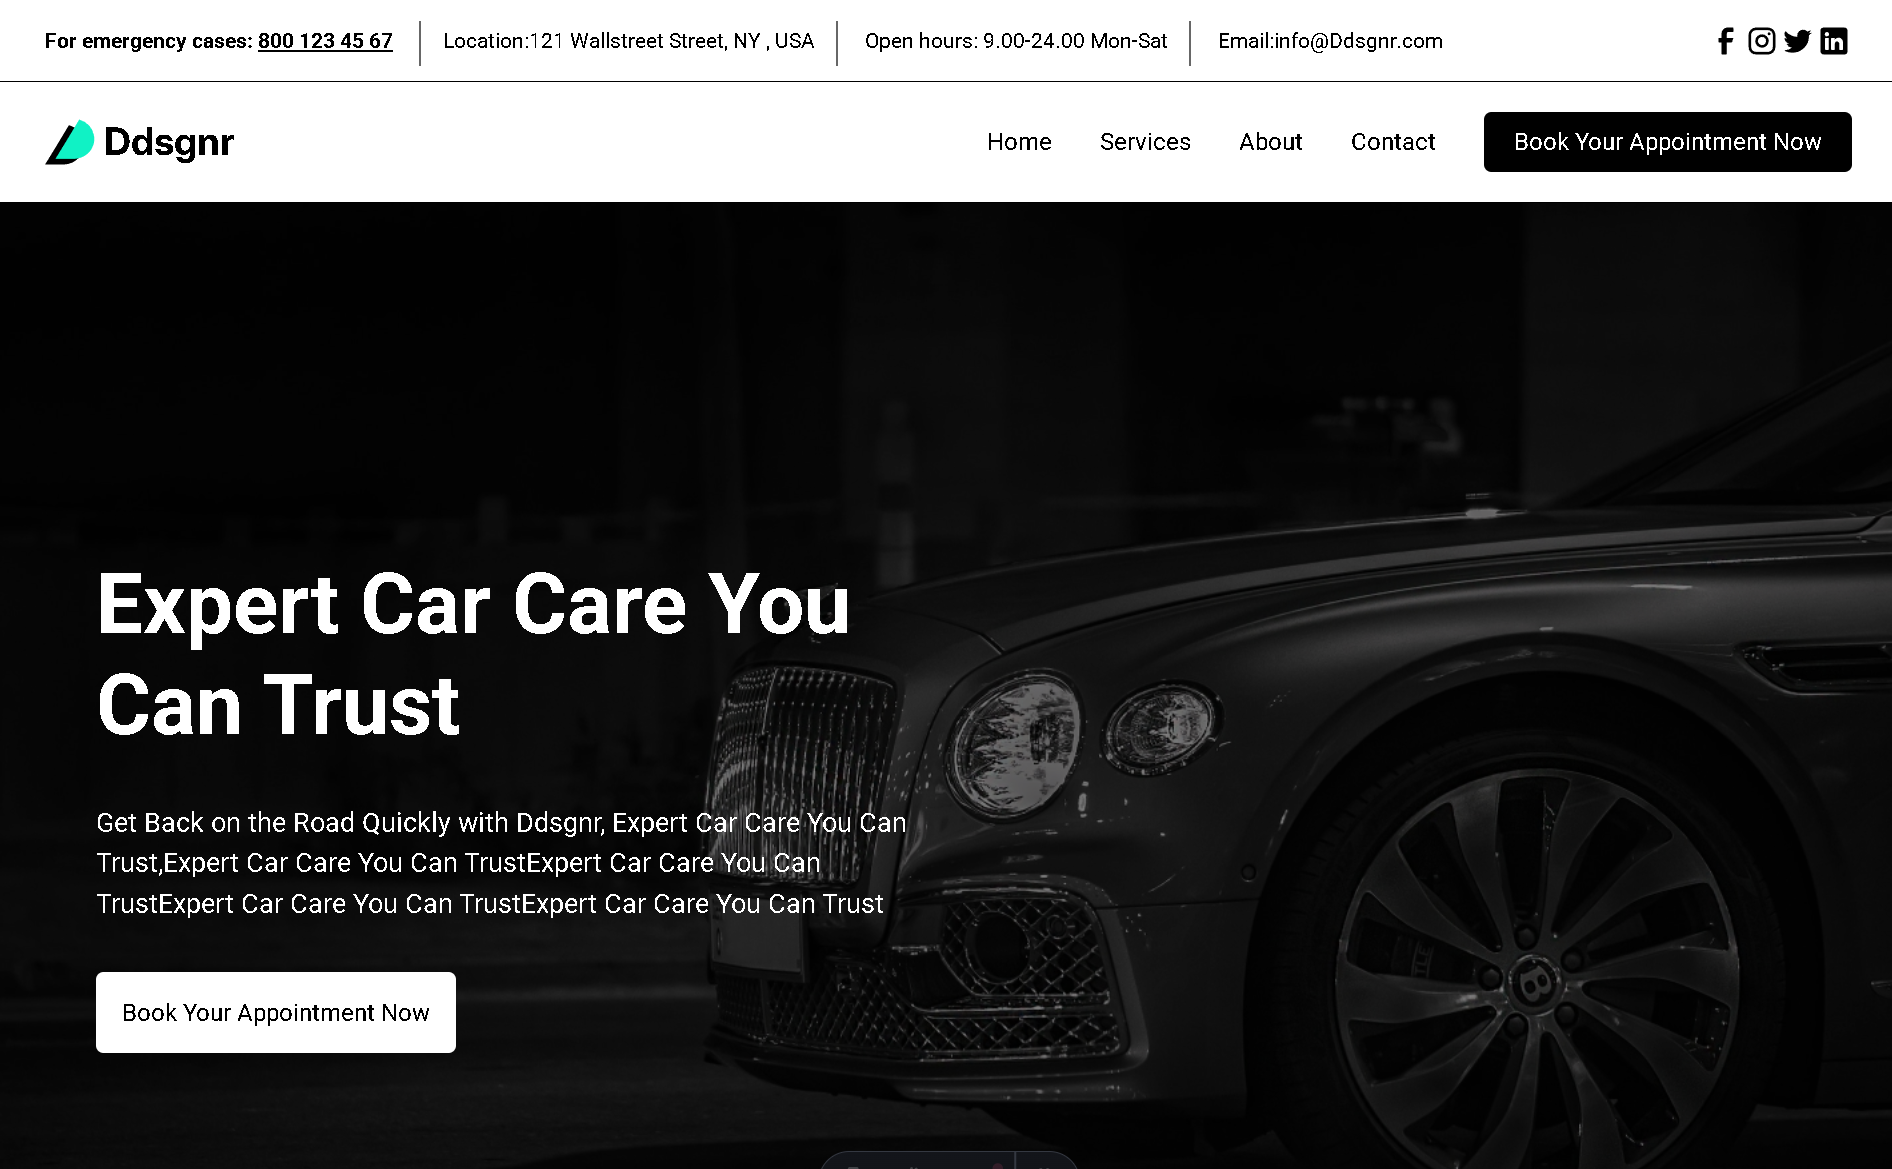 For emergency cases: 800 123 45 67
Location:121 Wallstreet Street, NY , USA
Open hours: 9.00-24.00 Mon-Sat
Email:info@Ddsgnr.com
Ddsgnr
Home
Services
About
Contact
Book Your Appointment Now
Expert Car Care You
Can Trust
Get Back on the Road Quickly with Ddsgnr, Expert Car Care You Can
Trust,Expert Car Care You Can TrustExpert Car Care You Can
TrustExpert Car Care You Can TrustExpert Car Care You Can Trust
Book Your Appointment Now